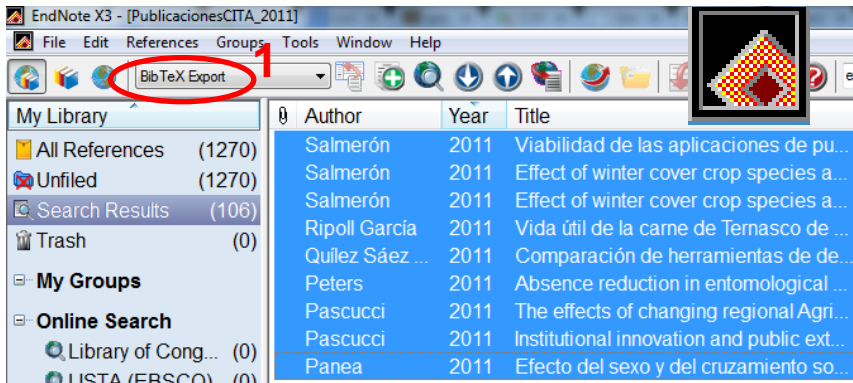 EndNote X3 - [PublicacionesCITA_2011]
File Edit References Groups Tools Window Help
1
BibTeX Export
My Library
All References (1270)
Unfiled (1270)
Search Results (106)
Trash (0)
My Groups
Online Search
Library of Cong... (0)
LISTA (EBSCO) (0)
Author Year Title
Salmerón 2011 Viabilidad de las aplicaciones de pu...
Salmerón 2011 Effect of winter cover crop species a...
Salmerón 2011 Effect of winter cover crop species a...
Ripoll García 2011 Vida útil de la carne de Ternasco de ...
Quílez Sáez ... 2011 Comparación de herramientas de de...
Peters 2011 Absence reduction in entomological ...
Pascucci 2011 The effects of changing regional Agri...
Pascucci 2011 Institutional innovation and public ext...
Panea 2011 Efecto del sexo y del cruzamiento so...